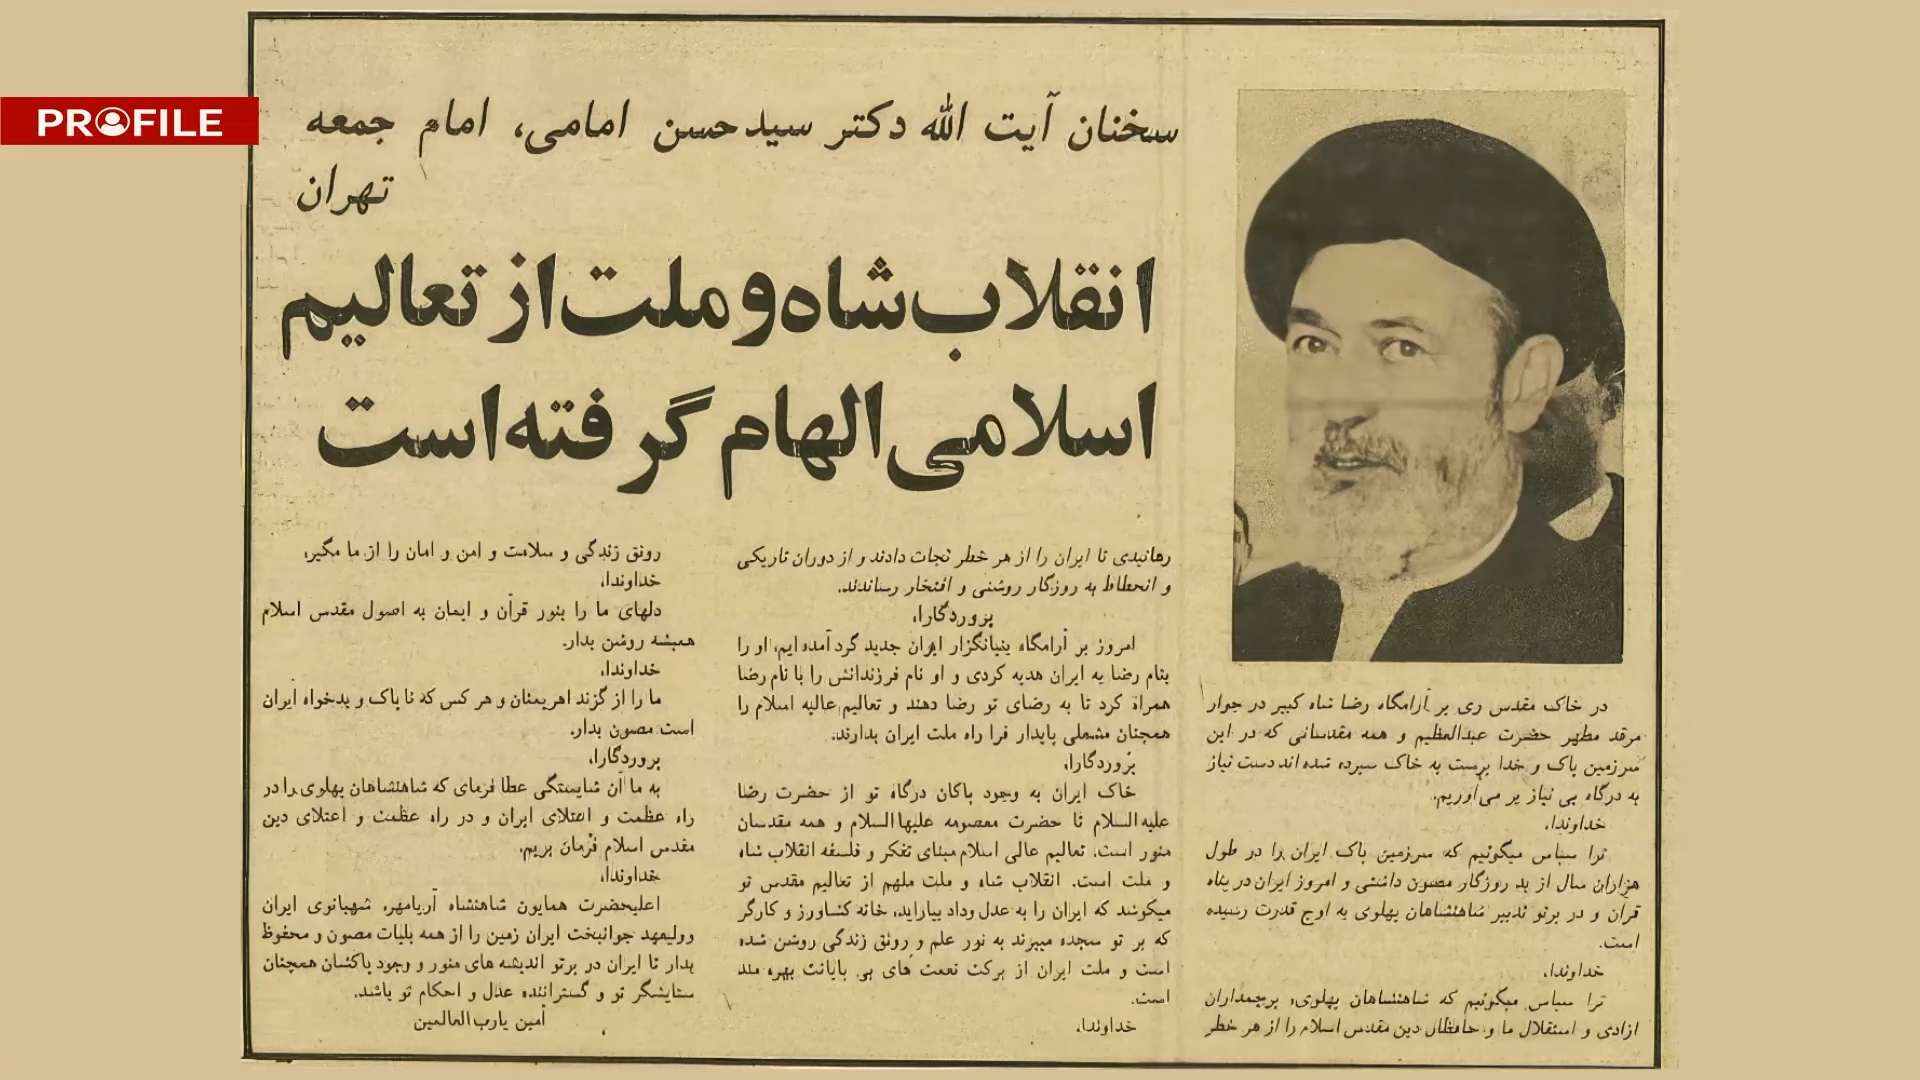 PROFILE
سخنان آیت الله دکتر سید حسن امامی، امام جمعه
تهران
انقلاب شاه و ملت از تعالیم
اسلامی الهام گرفته است
در خاک مقدس ری بر آرامگاه رضا شاه کبیر در جوار
مرقد مطهر حضرت عبدالعظیم و همه مقدسانی که در این
سرزمین پاک و خدا پرست به خاک سپرده شده اند دست نیاز
به درگاه بی نیاز بر می آوریم.
خداوندا،
ترا سپاس میگوئیم که سرزمین پاک ایران را در طول
هزاران سال از بد روزگار مصون داشتی و امروز ایران در پناه
قرآن و در پرتو تدبیر شاهنشاهان پهلوی به اوج قدرت رسیده
است.
خداوندا،
ترا سپاس میگوئیم که شاهنشاهان پهلوی، پرچمداران
آزادی و استقلال ما و حافظان دین مقدس اسلام را از هر خطر
رهانیدی تا ایران را از هر خطر نجات دادند و از دوران تاریکی
و انحطاط به روزگار روشنی و افتخار رساندند.
پروردگارا،
امروز بر آرامگاه بنیانگزار ایران جدید گرد آمده ایم، او را
بنام رضا به ایران هدیه کردی و او نام فرزندانش را با نام رضا
همراه کرد تا به رضای تو رضا دهند و تعالیم عالیه اسلام را
همچنان مشعلی پایدار فرا راه ملت ایران بدارند.
پروردگارا،
خاک ایران به وجود پاکان درگاه تو از حضرت رضا
علیه السلام تا حضرت معصومه علیها السلام و همه مقدسان
منور است. تعالیم عالی اسلام مبنای تفکر و فلسفه انقلاب شاه
و ملت است. انقلاب شاه و ملت ملهم از تعالیم مقدس تو
میکوشد که ایران را به عدل وداد بیاراید، خانه کشاورز و کارگر
که بر تو سجده میبرند به نور علم و رونق زندگی روشن شده
است و ملت ایران از برکت نعمت های بی پایانت بهره مند
است.
خداوندا،
رونق زندگی و سلامت و امن و امان را از ما مگیر،
خداوندا،
دلهای ما را بنور قرآن و ایمان به اصول مقدس اسلام
همیشه روشن بدار.
خداوندا،
ما را از گزند اهریمنان و هر کس که ناپاک و بدخواه ایران
است مصون بدار.
پروردگارا،
به ما آن شایستگی عطا فرمای که شاهنشاهان پهلوی را در
راه عظمت و اعتلای ایران و در راه عظمت و اعتلای دین
مقدس اسلام فرمان بریم.
خداوندا،
اعلیحضرت همایون شاهنشاه آریامهر، شهبانوی ایران
وولیعهد جوانبخت ایران زمین را از همه بلیات مصون و محفوظ
بدار تا ایران در پرتو اندیشه های منور و وجود پاکشان همچنان
ستایشگر تو و گستراننده عدل و احکام تو باشد.
آمین یارب العالمین